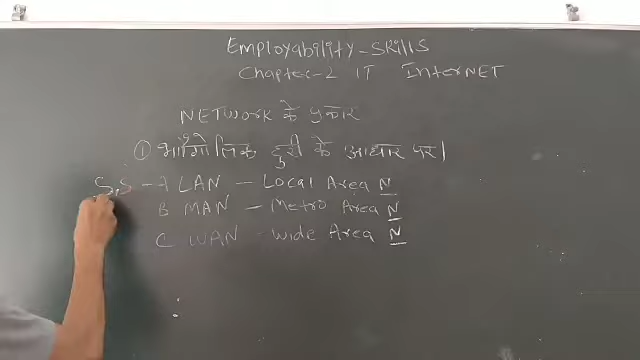 Employability-Skills
Chapter-2 IT InterNET
NETWORK के प्रकार
① भौगोलिक दुरी के आधार पर।
S,S - A LAN - Local Area N
B MAN - Metro Area N
C WAN - Wide Area N